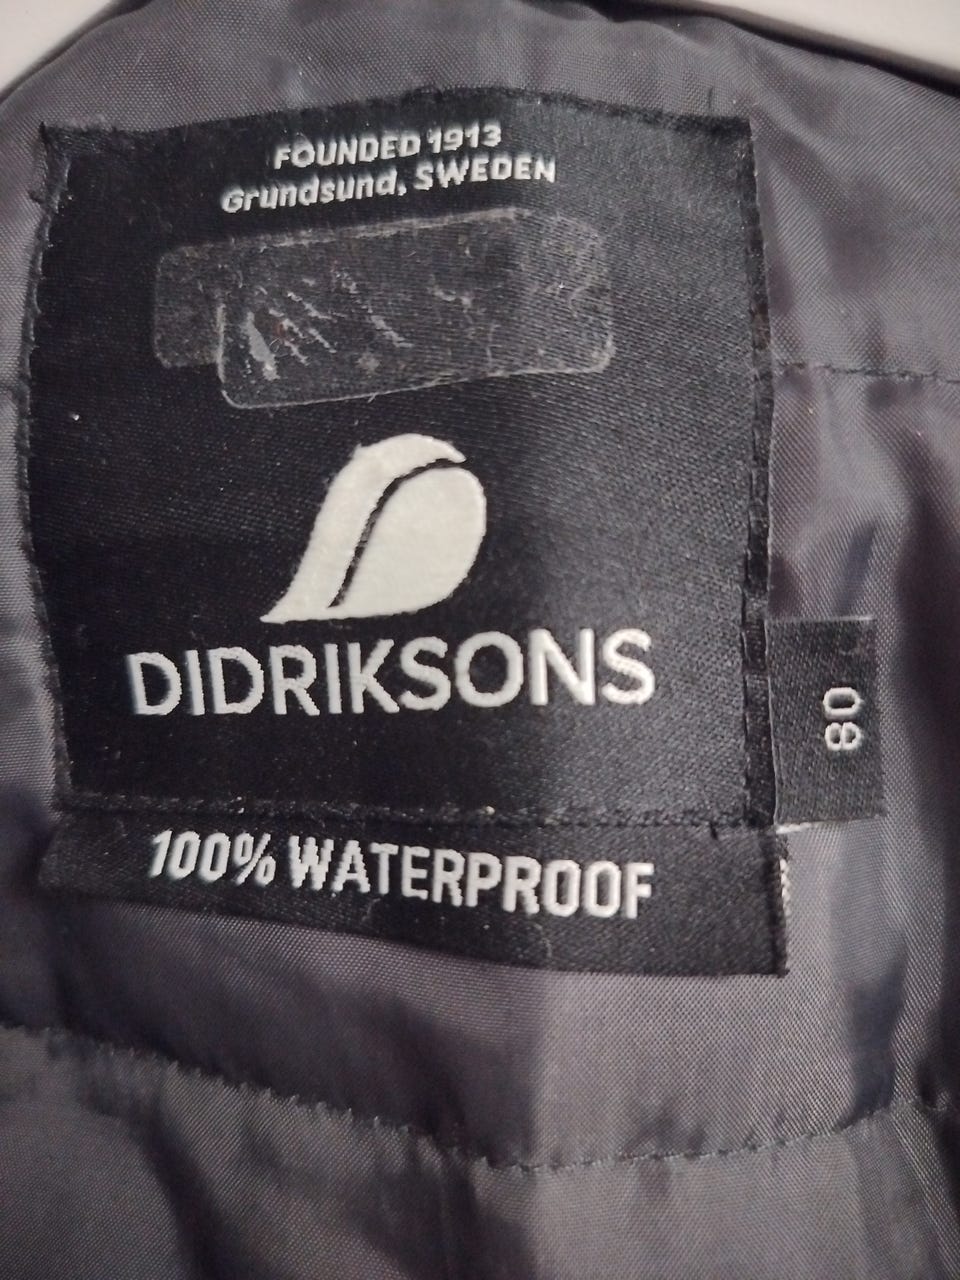 FOUNDED 1913
Grundsund, SWEDEN
DIDRIKSONS
80
100% WATERPROOF